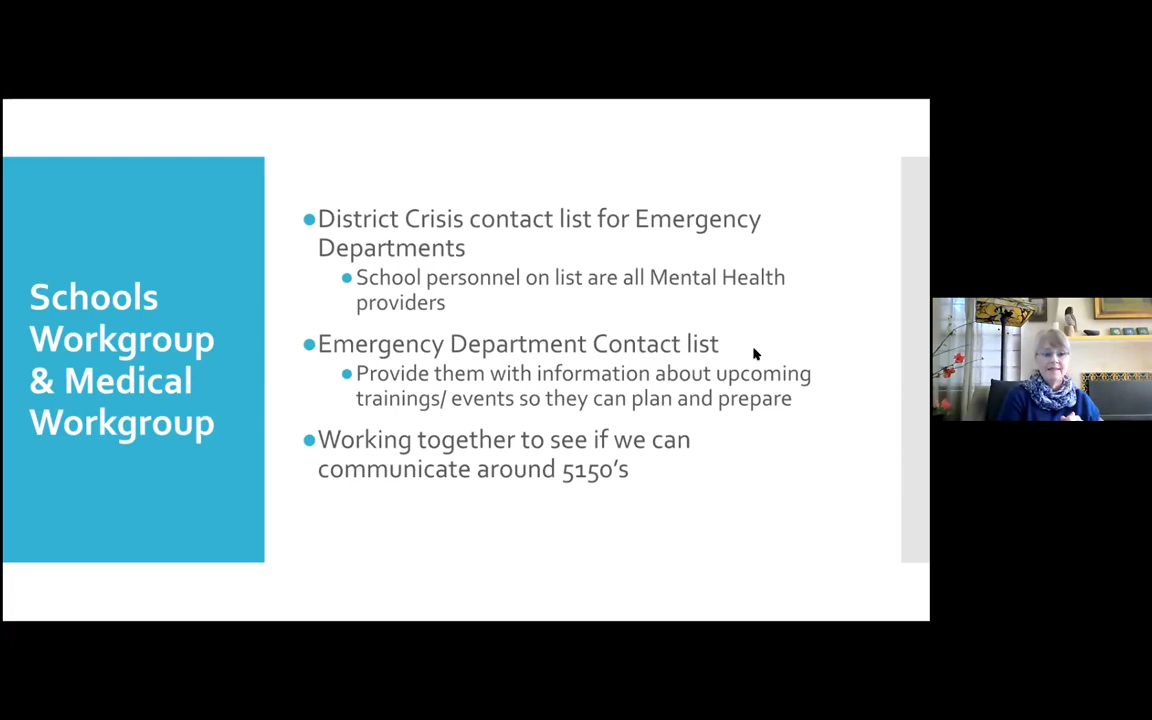 Schools
Workgroup
& Medical
Workgroup
●District Crisis contact list for Emergency
Departments
●School personnel on list are all Mental Health
providers
●Emergency Department Contact list
●Provide them with information about upcoming
trainings/ events so they can plan and prepare
●Working together to see if we can
communicate around 5150's